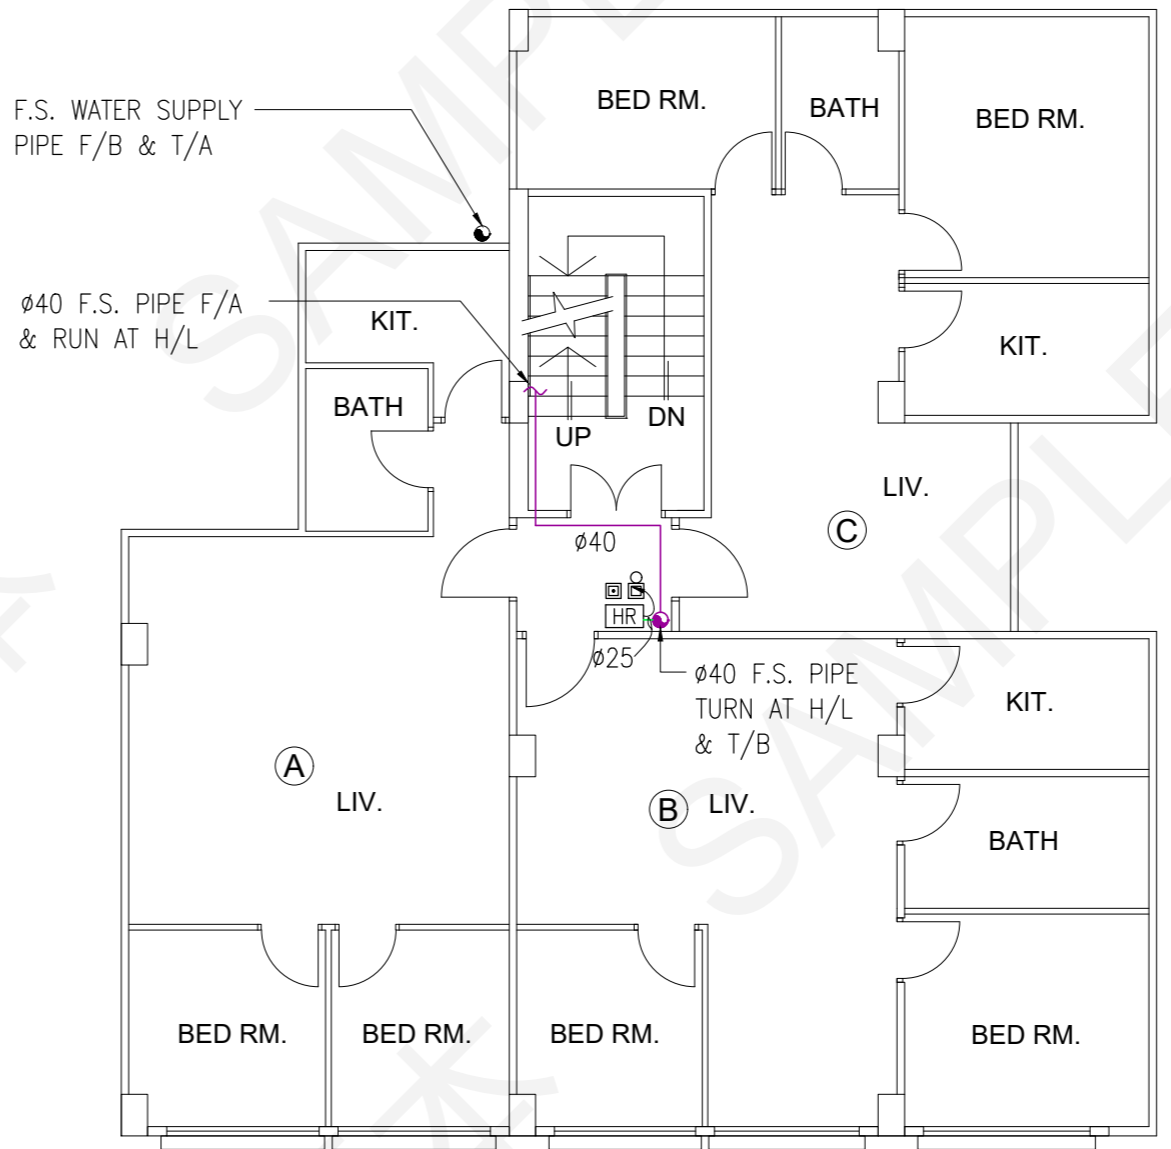 SAMPLE
F.S. WATER SUPPLY
PIPE F/B & T/A
BED RM.
BATH
BED RM.
ø40 F.S. PIPE F/A
& RUN AT H/L
KIT.
KIT.
BATH
UP
DN
LIV.
C
ø40
HR
ø25
ø40 F.S. PIPE
TURN AT H/L
& T/B
KIT.
A
LIV.
B
LIV.
BATH
BED RM.
BED RM.
BED RM.
BED RM.
SAMPLE
本